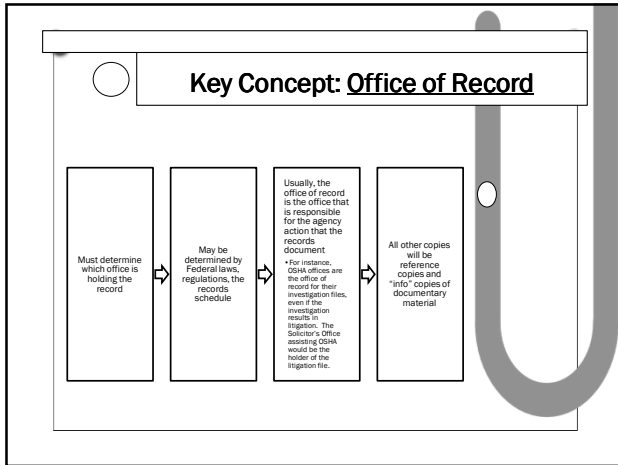 Key Concept: Office of Record
Must determine
which office is
holding the
record
May be
determined by
Federal laws,
regulations, the
records
schedule
Usually, the
office of record
is the office that
is responsible
for the agency
action that the
records
document
•For instance,
OSHA offices are
the office of
record for their
investigation files,
even if the
investigation
results in
litigation. The
Solicitor's Office
assisting OSHA
would be the
holder of the
litigation file.
All other copies
will be
reference
copies and
"info" copies of
documentary
material